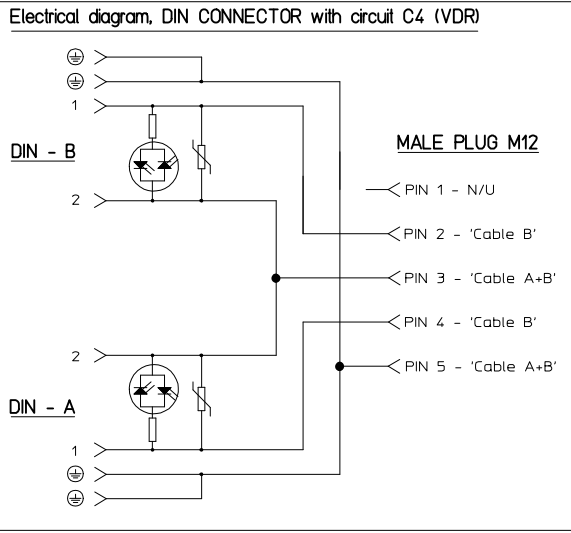 Electrical diagram, DIN CONNECTOR with circuit C4 (VDR)
1
DIN - B
2
MALE PLUG M12
PIN 1 - N/U
PIN 2 - 'Cable B'
PIN 3 - 'Cable A+B'
PIN 4 - 'Cable B'
PIN 5 - 'Cable A+B'
2
DIN - A
1